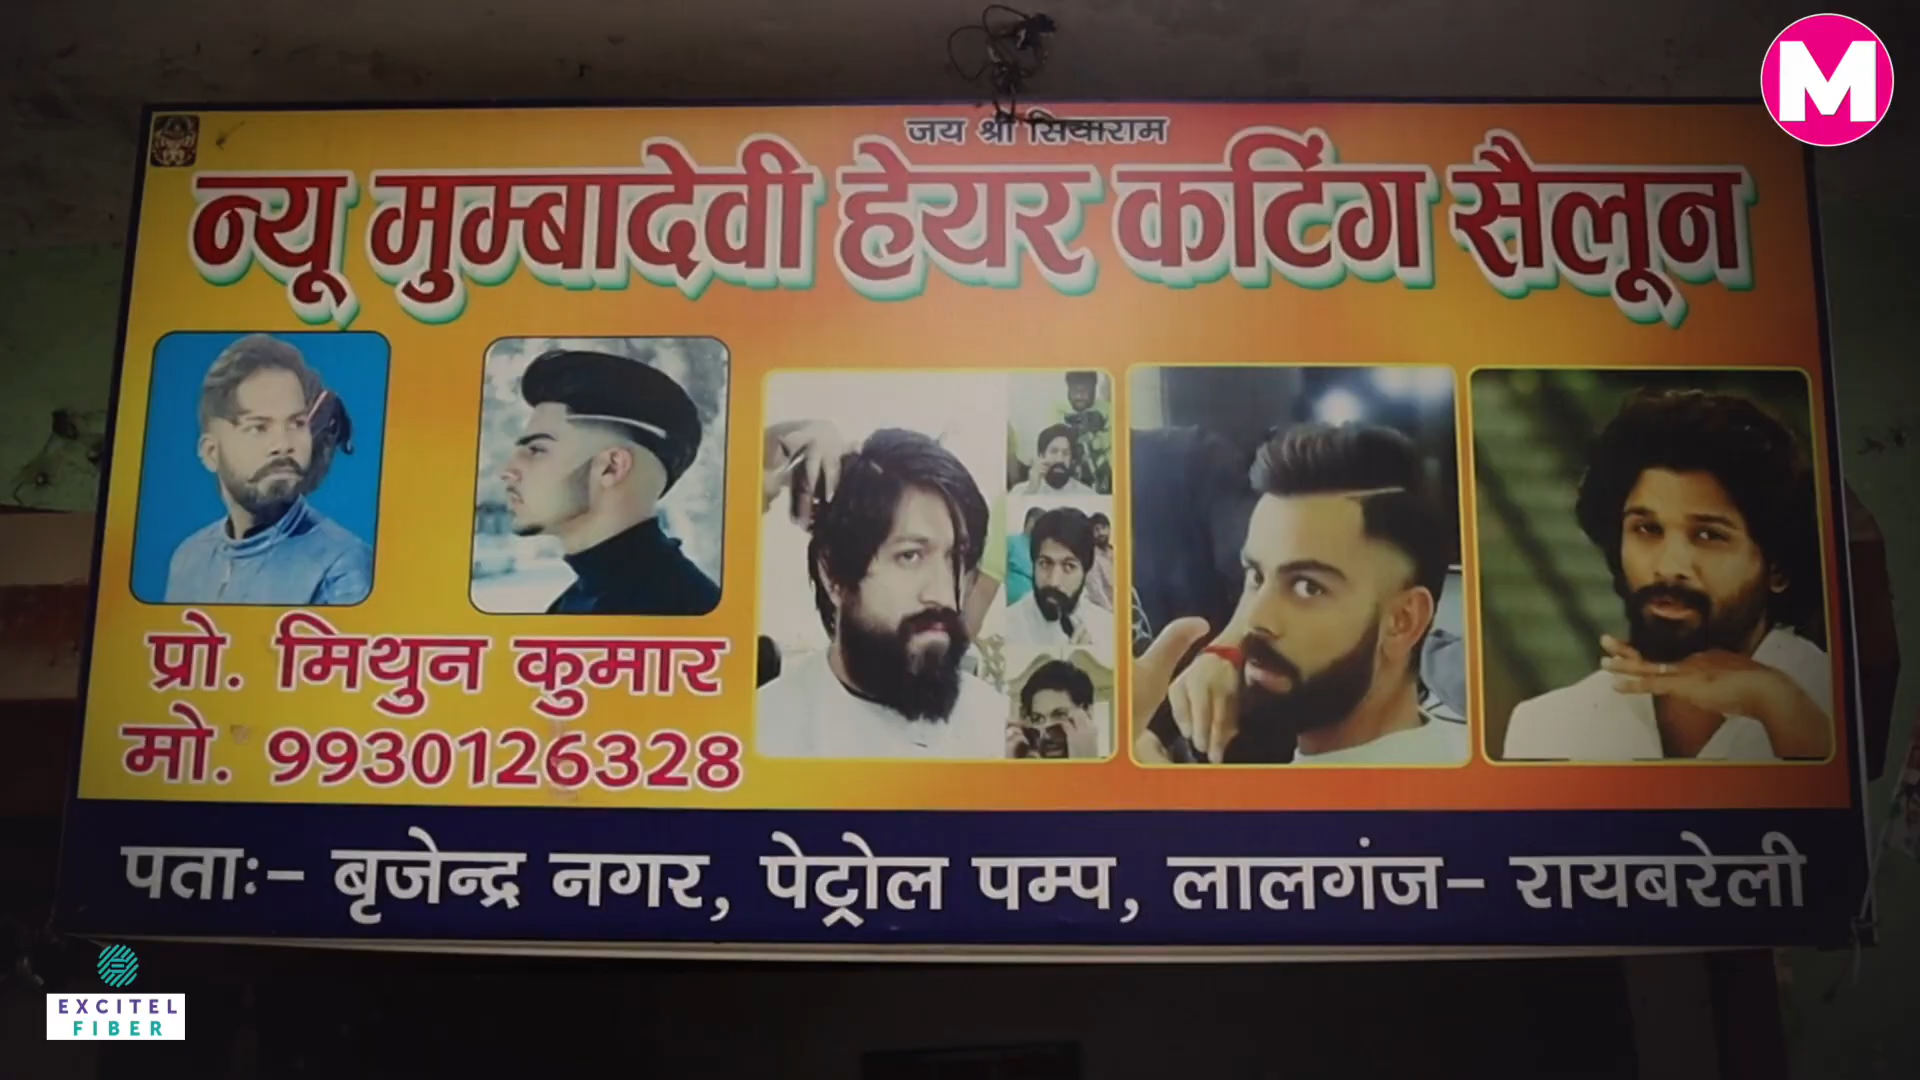 M
जय श्री सियाराम
न्यू मुम्बादेवी हेयर कटिंग सैलून
प्रो. मिथुन कुमार
मो. 9930126328
पताः– बृजेन्द्र नगर, पेट्रोल पम्प, लालगंज– रायबरेली
EXCITEL
FIBER